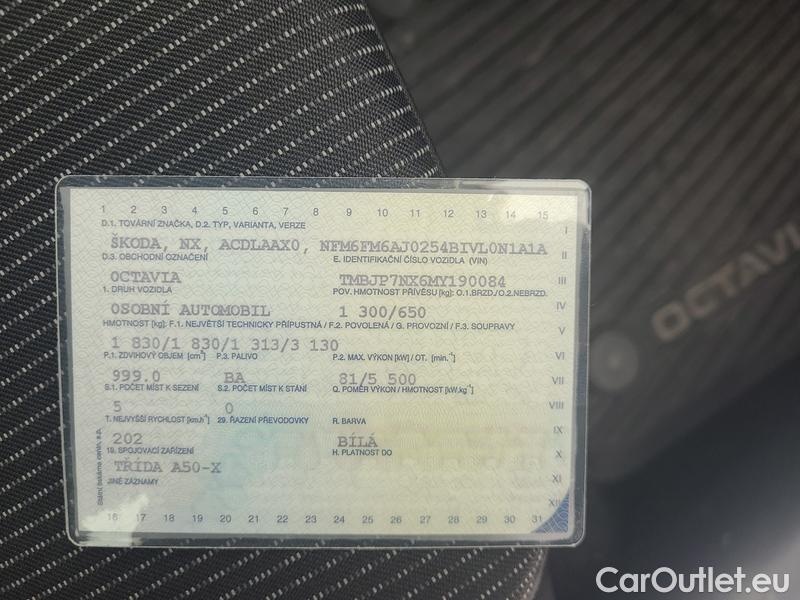 1 2 3 4 5 6 7 8 9 10 11 12 13 14 15
D.1. TOVÁRNÍ ZNAČKA, D.2. TYP, VARIANTA, VERZE
I
ŠKODA, NX, ACDLAAX0, NFM6FM6AJ0254BIVL0N1A1A
II
D.3. OBCHODNÍ OZNAČENÍ E. IDENTIFIKAČNÍ ČÍSLO VOZIDLA (VIN)
OCTAVIA TMBJP7NX6MY190084
III
1. DRUH VOZIDLA POV. HMOTNOST PŘÍVĚSU [kg]: O.1.BRZD./O.2.NEBRZD.
OSOBNÍ AUTOMOBIL 1 300/650
IV
HMOTNOST [kg]: F.1. NEJVĚTŠÍ TECHNICKY PŘÍPUSTNÁ / F.2. POVOLENÁ / G. PROVOZNÍ / F.3. SOUPRAVY
V
1 830/1 830/1 313/3 130
P.1. ZDVIHOVÝ OBJEM [cm³] P.3. PALIVO P.2. MAX. VÝKON [kW] / OT. [min.⁻¹]
VI
999.0 BA 81/5 500
VII
S.1. POČET MÍST K SEZENÍ S.2. POČET MÍST K STÁNÍ Q. POMĚR VÝKON / HMOTNOST [kW.kg⁻¹]
5 0
VIII
T. NEJVYŠŠÍ RYCHLOST [km.h⁻¹] 29. ŘAZENÍ PŘEVODOVKY R. BARVA
IX
202 BÍLÁ
19. SPOJOVACÍ ZAŘÍZENÍ H. PLATNOST DO
X
TŘÍDA A50-X
XI
JINÉ ZÁZNAMY
XII
16 17 18 19 20 21 22 23 24 25 26 27 28 29 30 31
Státní tiskárna cenin, s.p.
OCTAVI
CarOutlet.eu